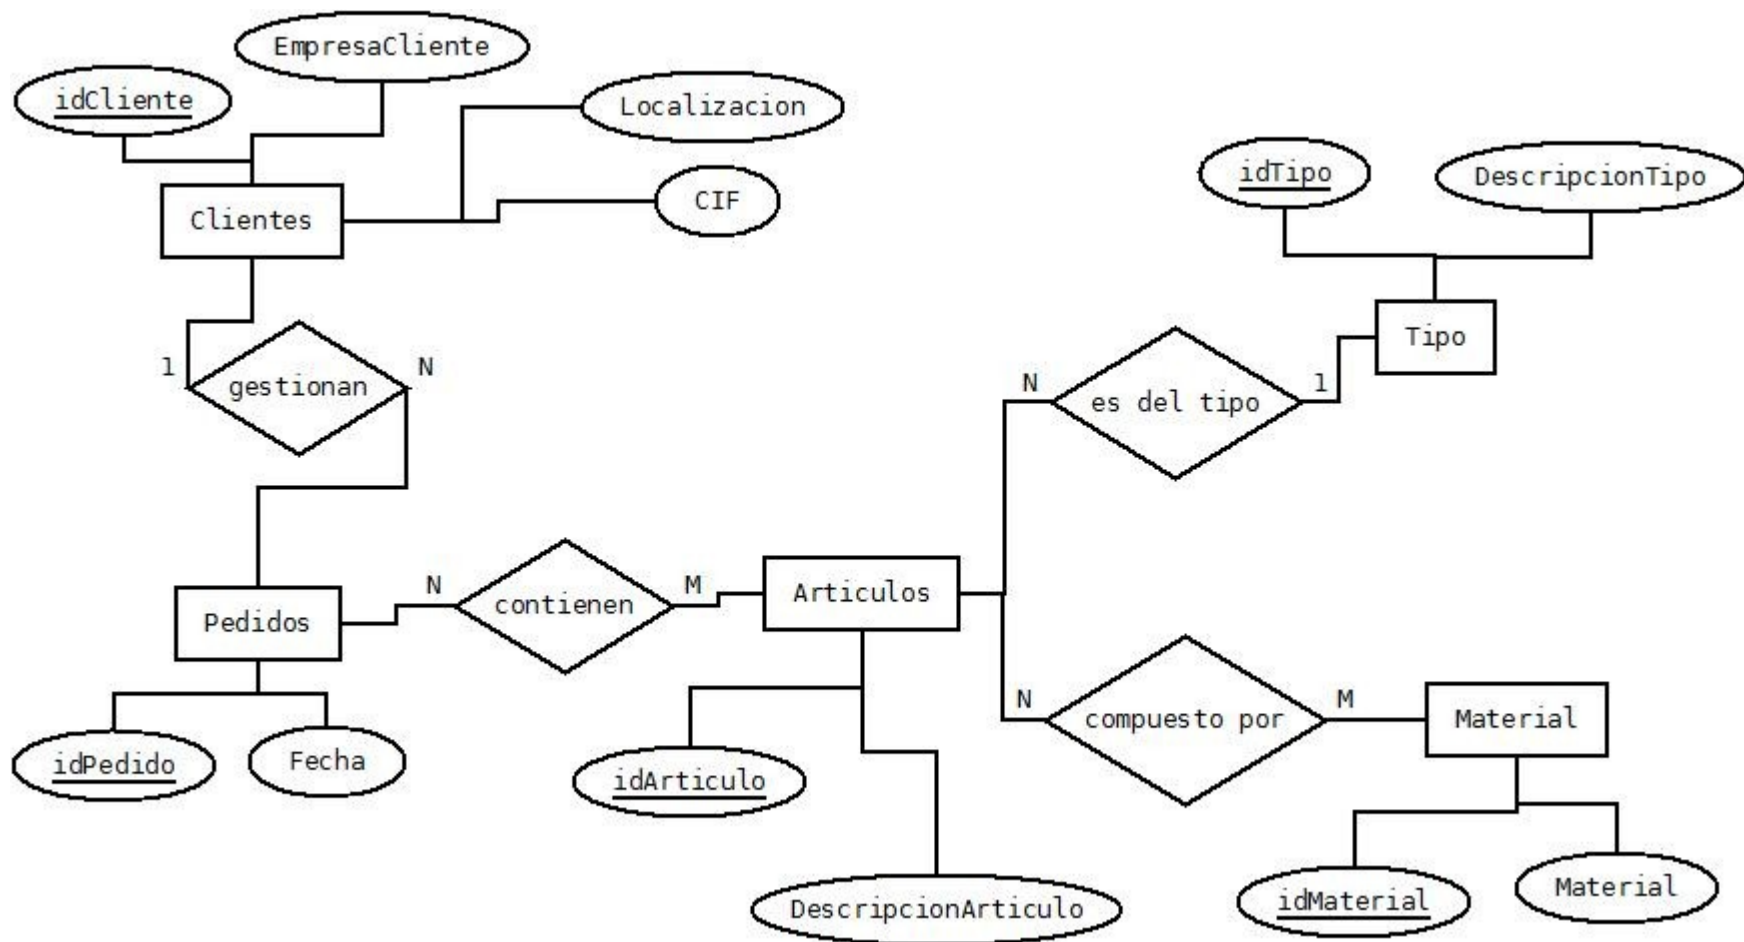 EmpresaCliente
idCliente
Localizacion
CIF
Clientes
idTipo
DescripcionTipo
Tipo
1
gestionan
N
N
es del tipo
1
Pedidos
N
contienen
M
Articulos
N
compuesto por
M
Material
idPedido
Fecha
idArticulo
DescripcionArticulo
idMaterial
Material